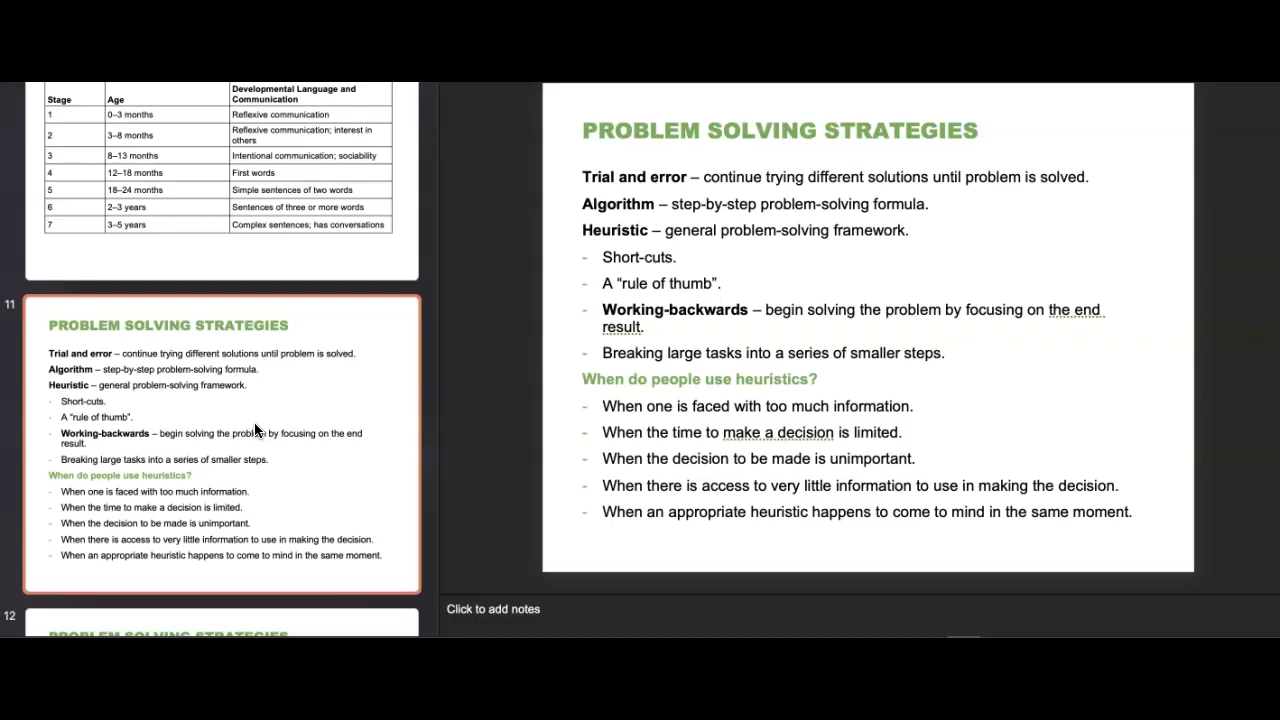 Stage Age Developmental Language and Communication
1 0–3 months Reflexive communication
2 3–8 months Reflexive communication; interest in others
3 8–13 months Intentional communication; sociability
4 12–18 months First words
5 18–24 months Simple sentences of two words
6 2–3 years Sentences of three or more words
7 3–5 years Complex sentences; has conversations
11
PROBLEM SOLVING STRATEGIES
Trial and error – continue trying different solutions until problem is solved.
Algorithm – step-by-step problem-solving formula.
Heuristic – general problem-solving framework.
- Short-cuts.
- A “rule of thumb”.
- Working-backwards – begin solving the problem by focusing on the end
result.
- Breaking large tasks into a series of smaller steps.
When do people use heuristics?
- When one is faced with too much information.
- When the time to make a decision is limited.
- When the decision to be made is unimportant.
- When there is access to very little information to use in making the decision.
- When an appropriate heuristic happens to come to mind in the same moment.
12
PROBLEM SOLVING STRATEGIES
PROBLEM SOLVING STRATEGIES
Trial and error – continue trying different solutions until problem is solved.
Algorithm – step-by-step problem-solving formula.
Heuristic – general problem-solving framework.
- Short-cuts.
- A “rule of thumb”.
- Working-backwards – begin solving the problem by focusing on the end
result.
- Breaking large tasks into a series of smaller steps.
When do people use heuristics?
- When one is faced with too much information.
- When the time to make a decision is limited.
- When the decision to be made is unimportant.
- When there is access to very little information to use in making the decision.
- When an appropriate heuristic happens to come to mind in the same moment.
Click to add notes